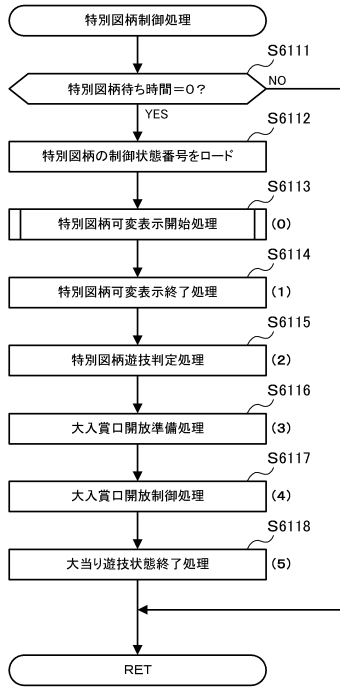 特別図柄制御処理
S6111
特別図柄待ち時間＝0？
NO
YES
S6112
特別図柄の制御状態番号をロード
S6113
特別図柄可変表示開始処理
(0)
S6114
特別図柄可変表示終了処理
(1)
S6115
特別図柄遊技判定処理
(2)
S6116
大入賞口開放準備処理
(3)
S6117
大入賞口開放制御処理
(4)
S6118
大当り遊技状態終了処理
(5)
RET